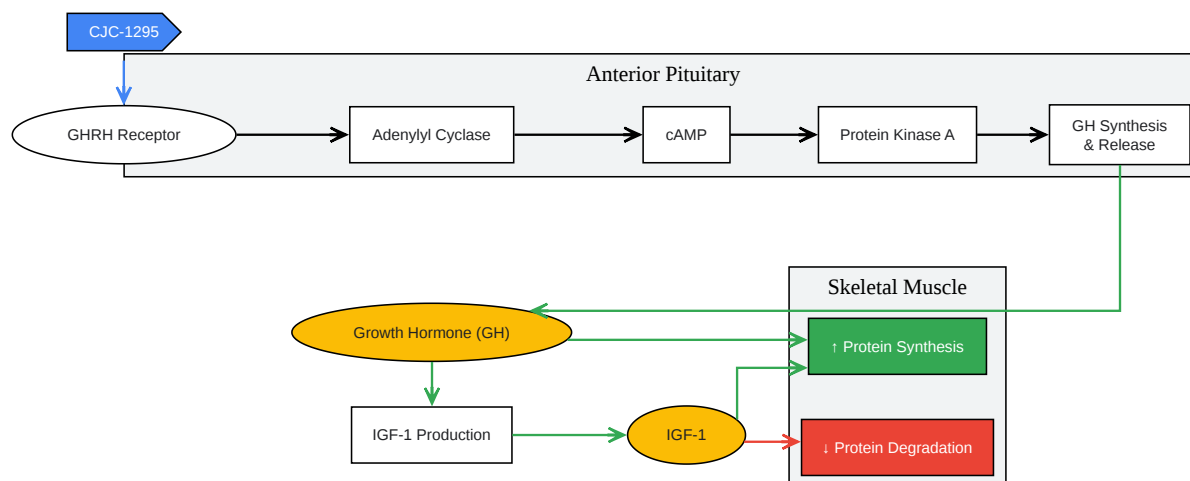 CJC-1295
Anterior Pituitary
GHRH Receptor
Adenylyl Cyclase
cAMP
Protein Kinase A
GH Synthesis
& Release
Skeletal Muscle
Growth Hormone (GH)
↑ Protein Synthesis
IGF-1 Production
IGF-1
↓ Protein Degradation